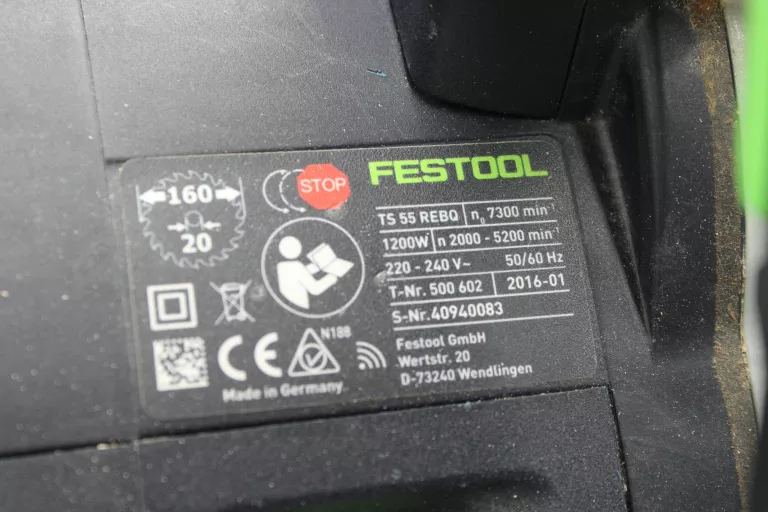 160
20
STOP
FESTOOL
TS 55 REBQ n₀ 7300 min⁻¹
1200W n 2000 - 5200 min⁻¹
220 - 240 V~ 50/60 Hz
T-Nr. 500 602 2016-01
S-Nr. 40940083
Festool GmbH
Wertstr. 20
D-73240 Wendlingen
CE
N188
Made in Germany